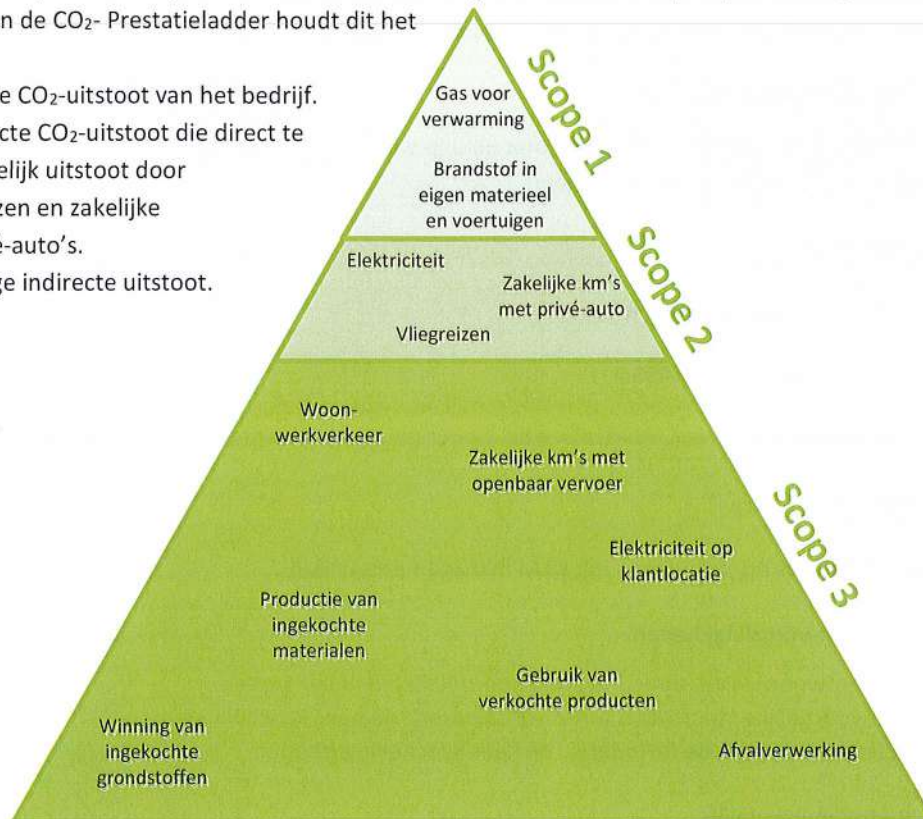 n de CO₂- Prestatieladder houdt dit het
e CO₂-uitstoot van het bedrijf.
cte CO₂-uitstoot die direct te
elijk uitstoot door
zen en zakelijke
é-auto's.
ge indirecte uitstoot.
Scope 1
Gas voor
verwarming
Brandstof in
eigen materieel
en voertuigen
Scope 2
Elektriciteit
Zakelijke km's
met privé-auto
Vliegreizen
Scope 3
Woon-
werkverkeer
Zakelijke km's met
openbaar vervoer
Elektriciteit op
klantlocatie
Productie van
ingekochte
materialen
Gebruik van
verkochte producten
Winning van
ingekochte
grondstoffen
Afvalverwerking